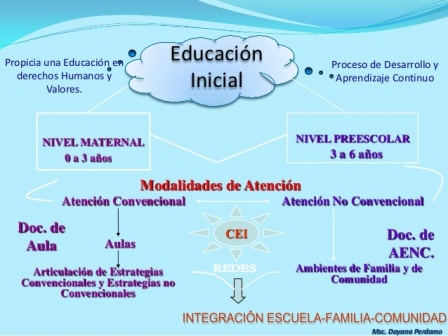 Educación
Inicial
Propicia una Educación en
derechos Humanos y
Valores.
Proceso de Desarrollo y
Aprendizaje Continuo
NIVEL MATERNAL
0 a 3 años
NIVEL PREESCOLAR
3 a 6 años
Modalidades de Atención
Atención Convencional
Atención No Convencional
Doc. de
Aula
Aulas
CEI
Doc. de
AENC.
Articulación de Estrategias
Convencionales y Estrategias no
Convencionales
REDES
Ambientes de Familia y de
Comunidad
INTEGRACIÓN ESCUELA-FAMILIA-COMUNIDAD
Msc. Dayana Perdomo